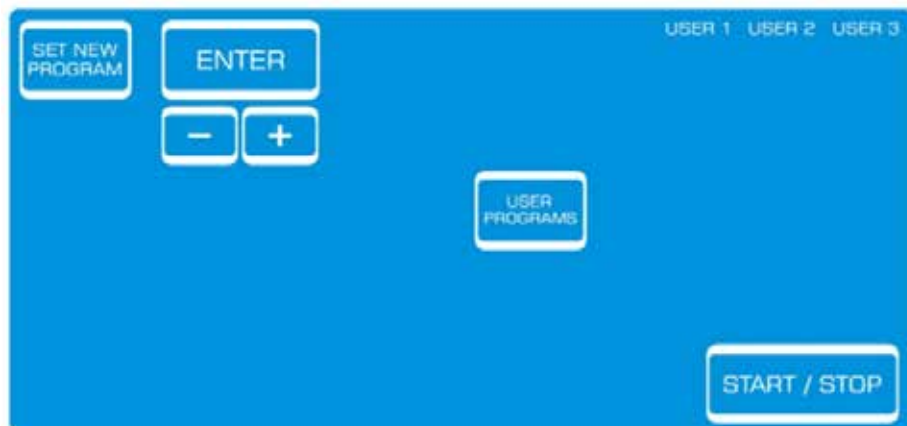 SET NEW
PROGRAM
ENTER
USER 1 USER 2 USER 3
- +
USER
PROGRAMS
START / STOP